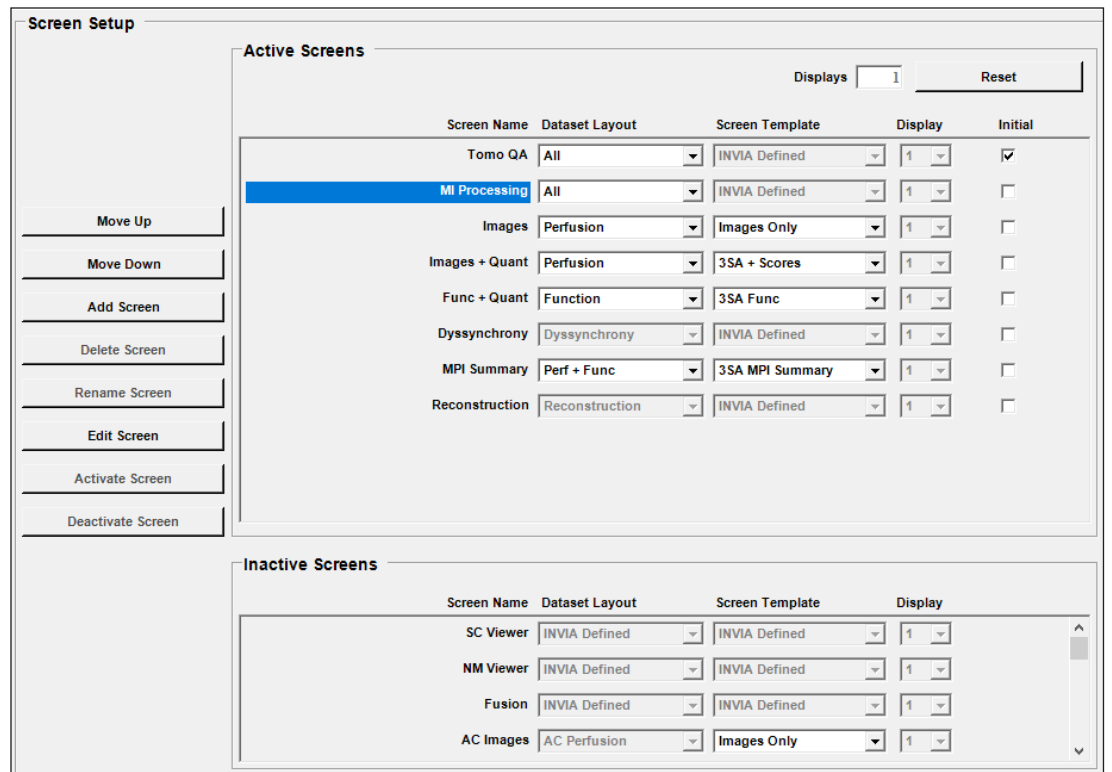 Screen Setup
Active Screens
Displays 1 Reset
Screen Name Dataset Layout Screen Template Display Initial
Tomo QA All INVIA Defined 1
MI Processing All INVIA Defined 1
Move Up
Images Perfusion Images Only 1
Move Down
Images + Quant Perfusion 3SA + Scores 1
Add Screen
Func + Quant Function 3SA Func 1
Delete Screen
Dyssynchrony Dyssynchrony INVIA Defined 1
Rename Screen
MPI Summary Perf + Func 3SA MPI Summary 1
Reconstruction Reconstruction INVIA Defined 1
Edit Screen
Activate Screen
Deactivate Screen
Inactive Screens
Screen Name Dataset Layout Screen Template Display
SC Viewer INVIA Defined INVIA Defined 1
NM Viewer INVIA Defined INVIA Defined 1
Fusion INVIA Defined INVIA Defined 1
AC Images AC Perfusion Images Only 1